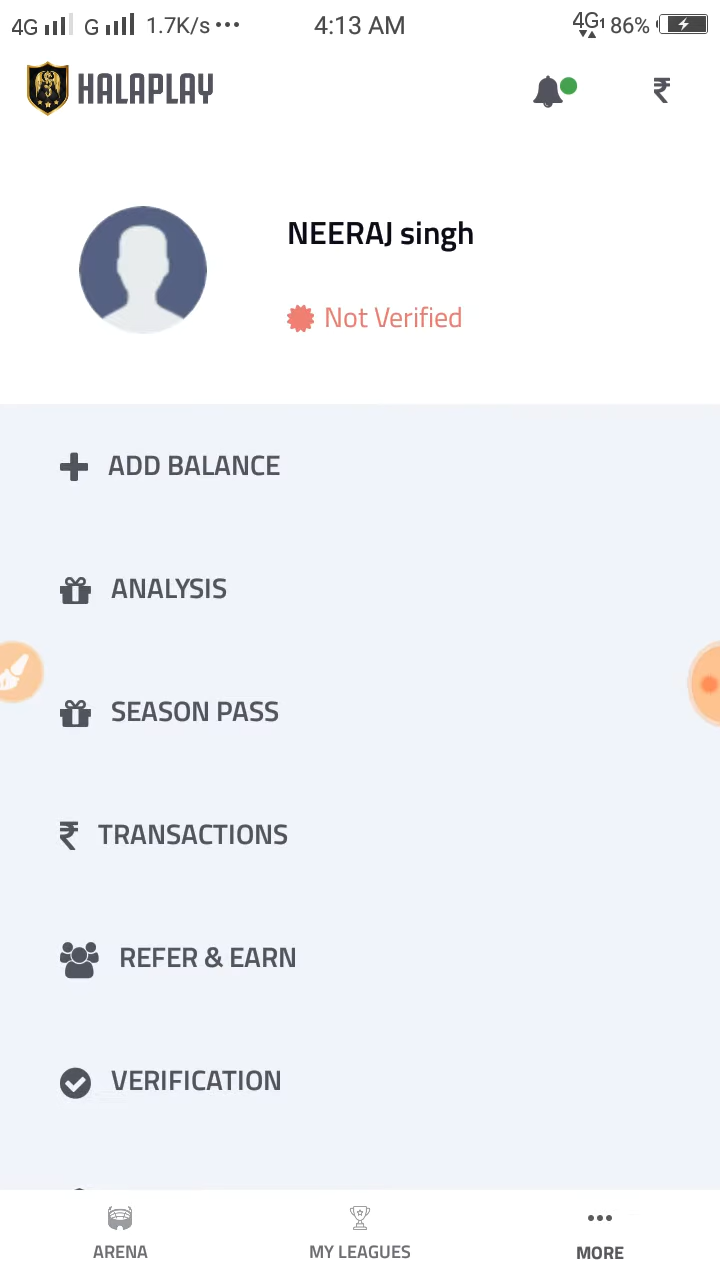 4G G 1.7K/s ••• 4:13 AM 4G1 86%
HALAPLAY ₹
NEERAJ singh
Not Verified
ADD BALANCE
ANALYSIS
SEASON PASS
₹ TRANSACTIONS
REFER & EARN
VERIFICATION
ARENA MY LEAGUES MORE